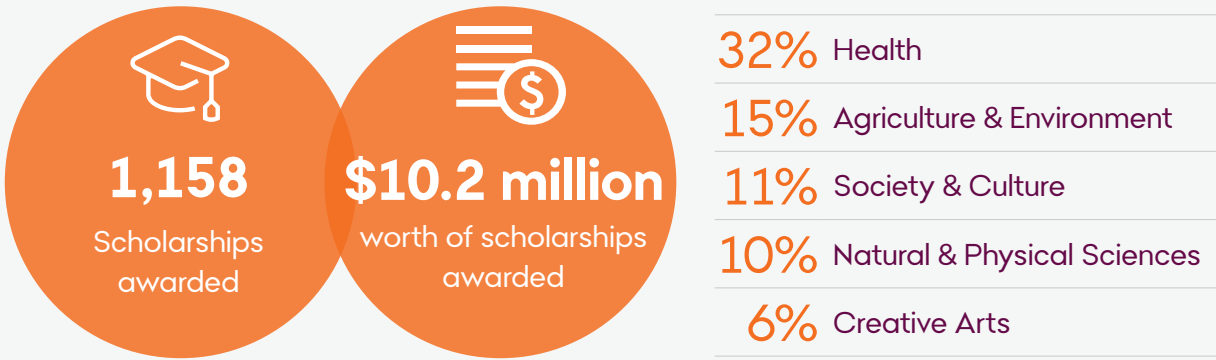 1,158
Scholarships
awarded
$
$10.2 million
worth of scholarships
awarded
32% Health
15% Agriculture & Environment
11% Society & Culture
10% Natural & Physical Sciences
6% Creative Arts